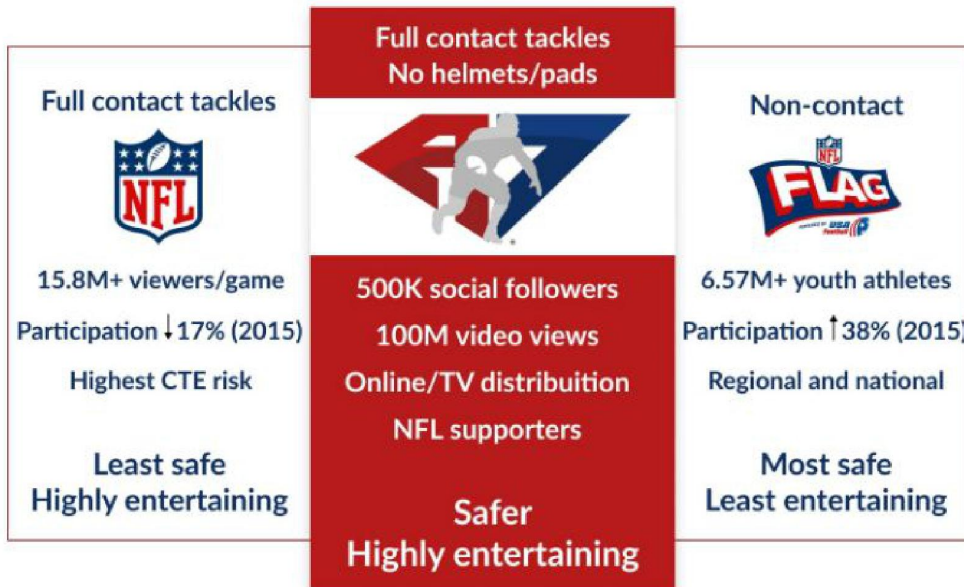 Full contact tackles
NFL
15.8M+ viewers/game
Participation ↓ 17% (2015)
Highest CTE risk
Least safe
Highly entertaining
Full contact tackles
No helmets/pads
500K social followers
100M video views
Online/TV distribuition
NFL supporters
Safer
Highly entertaining
Non-contact
NFL
FLAG
USA
Football
6.57M+ youth athletes
Participation ↑ 38% (2015)
Regional and national
Most safe
Least entertaining